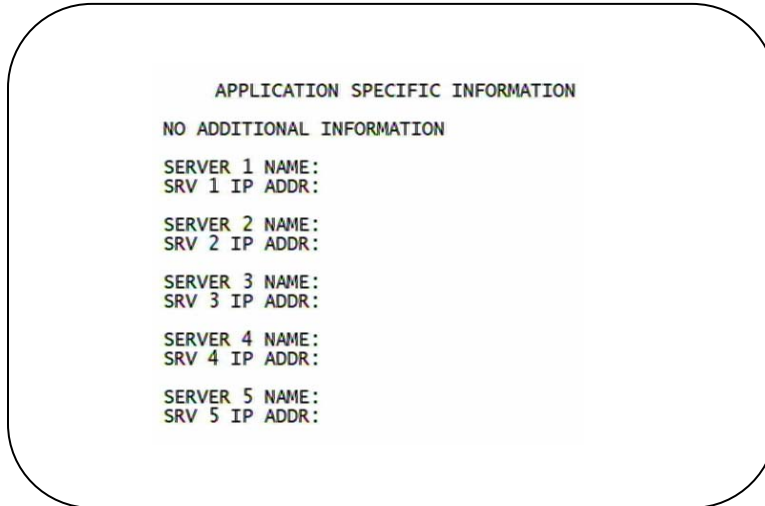 APPLICATION SPECIFIC INFORMATION
NO ADDITIONAL INFORMATION
SERVER 1 NAME:
SRV 1 IP ADDR:
SERVER 2 NAME:
SRV 2 IP ADDR:
SERVER 3 NAME:
SRV 3 IP ADDR:
SERVER 4 NAME:
SRV 4 IP ADDR:
SERVER 5 NAME:
SRV 5 IP ADDR: